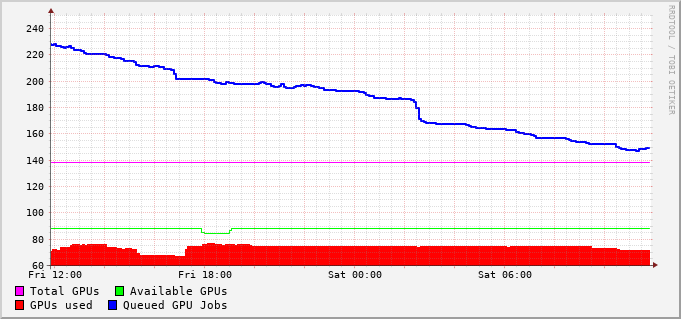 RRDTOOL / TOBI OETIKER
240
220
200
180
160
140
120
100
80
60
Fri 12:00 Fri 18:00 Sat 00:00 Sat 06:00
Total GPUs Available GPUs
GPUs used Queued GPU Jobs